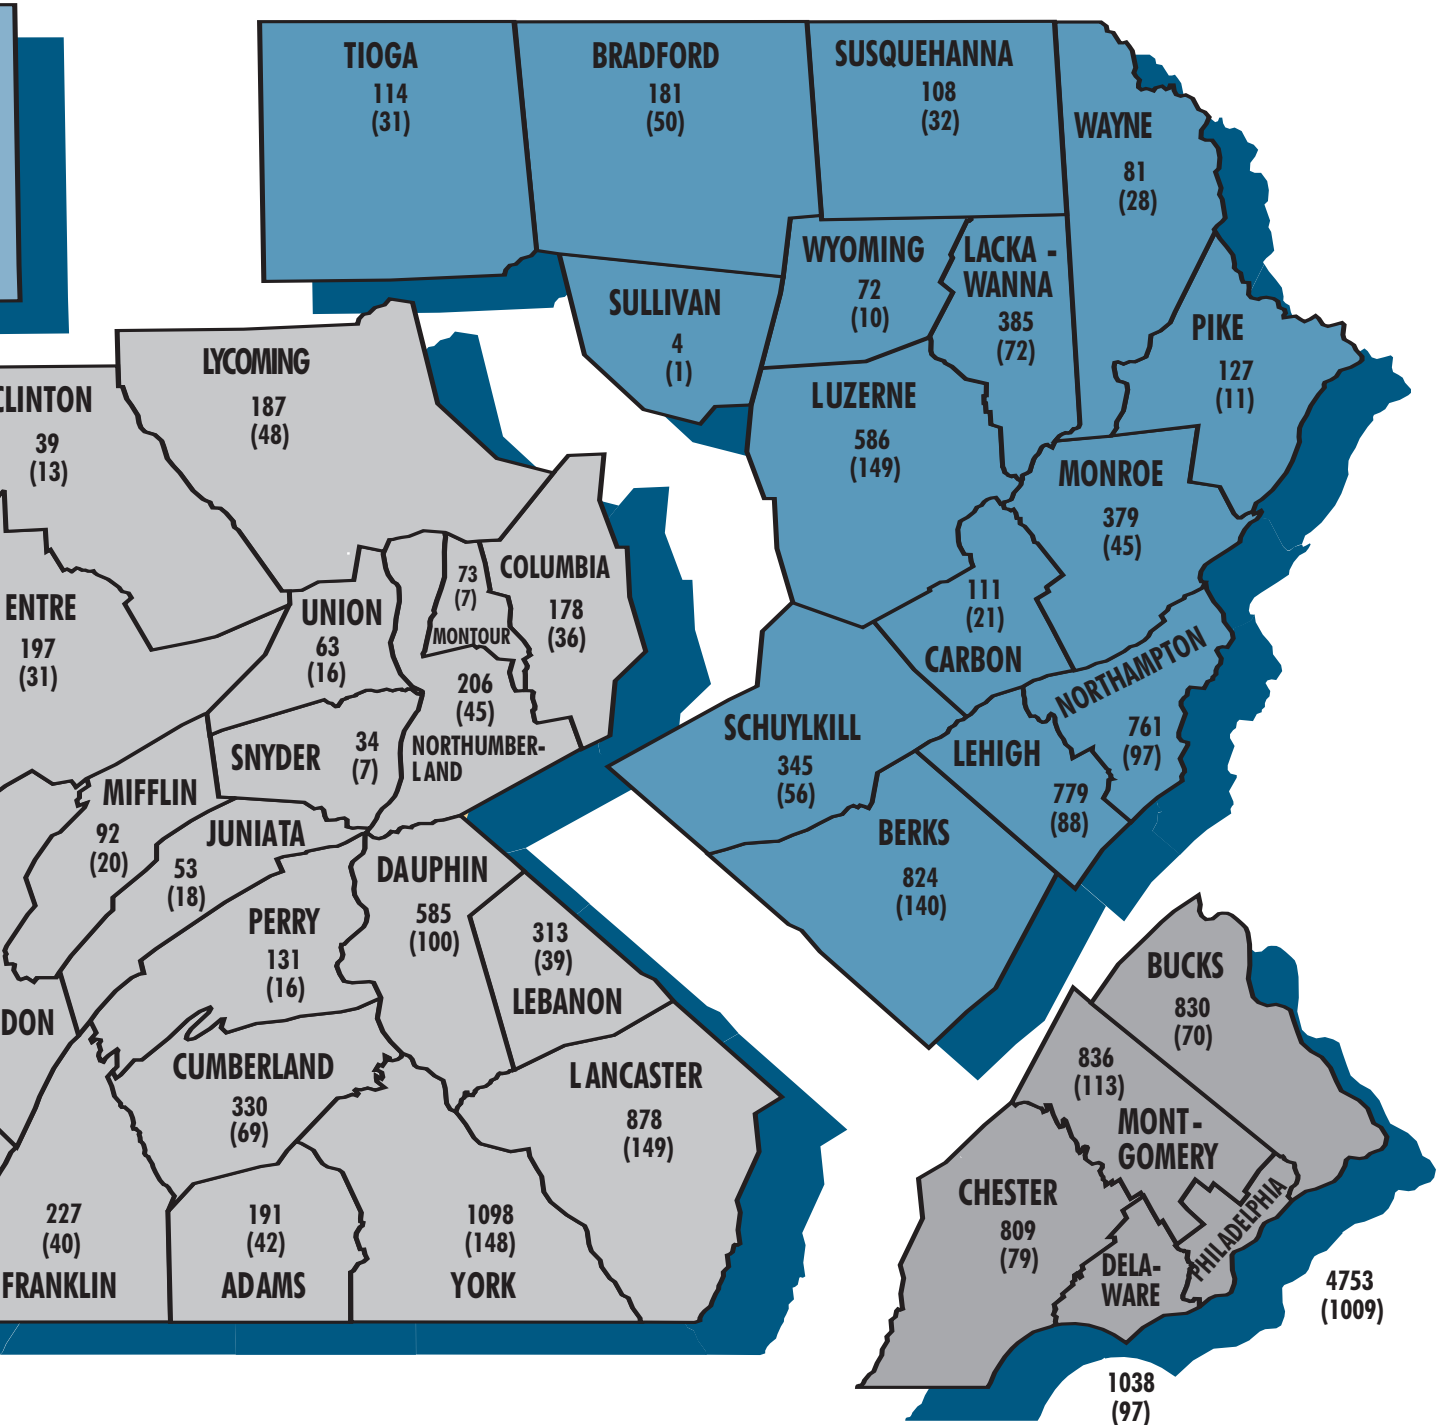 TIOGA
114
(31)
BRADFORD
181
(50)
SUSQUEHANNA
108
(32)
WAYNE
81
(28)
WYOMING
72
(10)
LACKA -
WANNA
385
(72)
SULLIVAN
4
(1)
PIKE
127
(11)
LUZERNE
586
(149)
MONROE
379
(45)
111
(21)
CARBON
NORTHAMPTON
761
(97)
SCHUYLKILL
345
(56)
LEHIGH
779
(88)
BERKS
824
(140)
LYCOMING
187
(48)
CLINTON
39
(13)
ENTRE
197
(31)
UNION
63
(16)
73
(7)
MONTOUR
COLUMBIA
178
(36)
206
(45)
NORTHUMBER-
LAND
SNYDER
34
(7)
MIFFLIN
92
(20)
JUNIATA
53
(18)
PERRY
131
(16)
DAUPHIN
585
(100)
313
(39)
LEBANON
DON
CUMBERLAND
330
(69)
LANCASTER
878
(149)
227
(40)
FRANKLIN
191
(42)
ADAMS
1098
(148)
YORK
BUCKS
830
(70)
836
(113)
MONT-
GOMERY
CHESTER
809
(79)
DELA-
WARE
PHILADELPHIA
4753
(1009)
1038
(97)